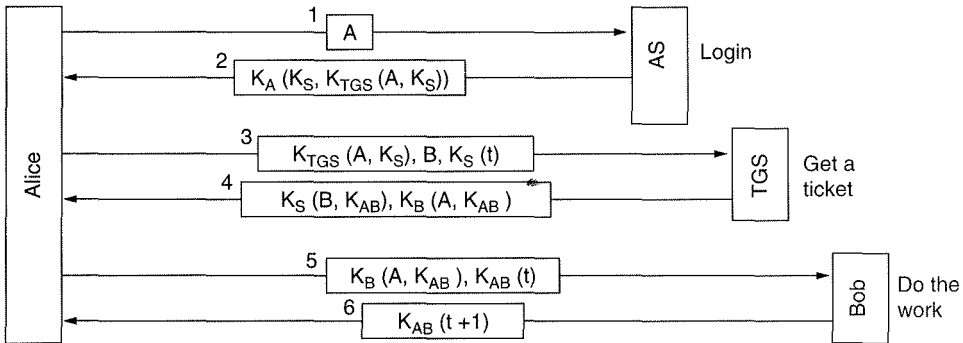 Alice
1
A
AS
Login
2
K_A (K_S, K_TGS (A, K_S))
3
K_TGS (A, K_S), B, K_S (t)
TGS
Get a
ticket
4
K_S (B, K_AB), K_B (A, K_AB)
5
K_B (A, K_AB), K_AB (t)
Bob
Do the
work
6
K_AB (t +1)